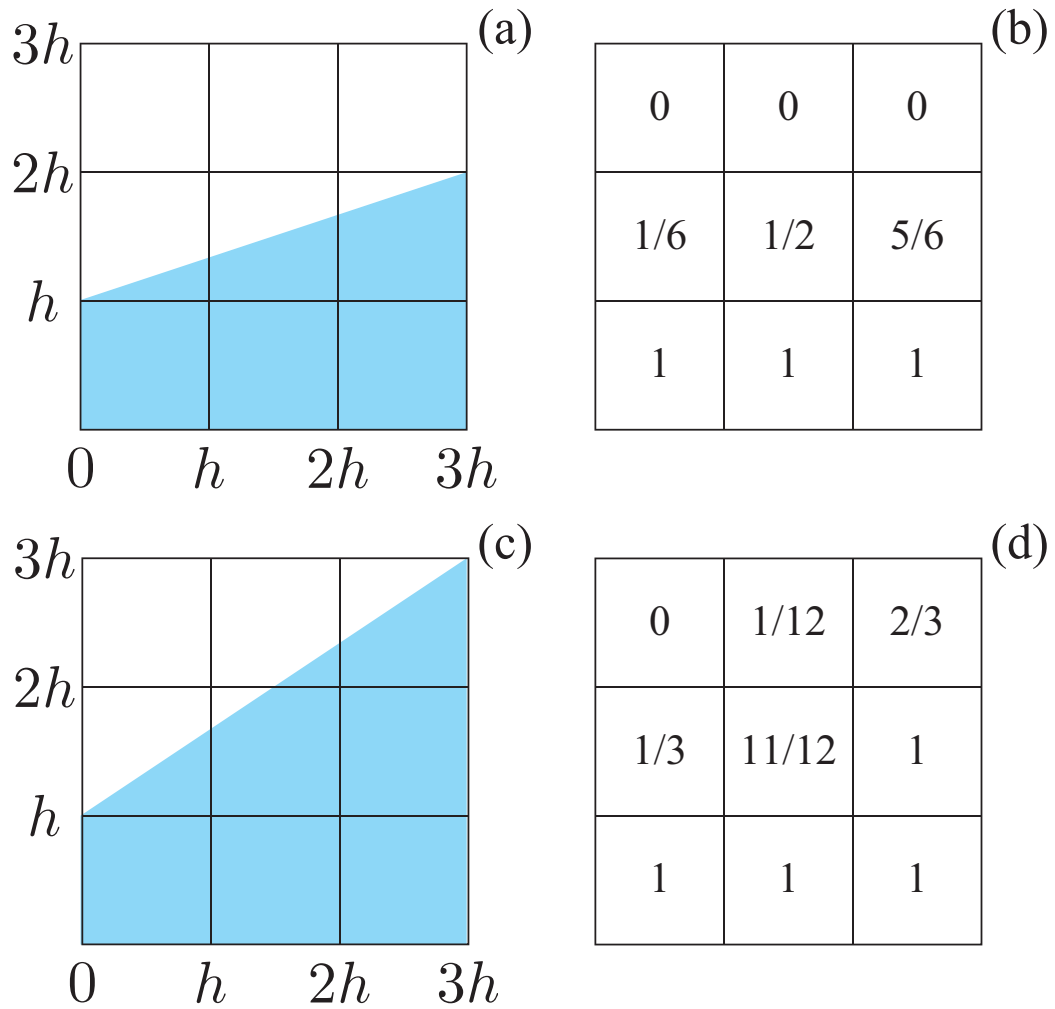 (a)
3h
2h
h
0 h 2h 3h
(b)
0 0 0
1/6 1/2 5/6
1 1 1
(c)
3h
2h
h
0 h 2h 3h
(d)
0 1/12 2/3
1/3 11/12 1
1 1 1